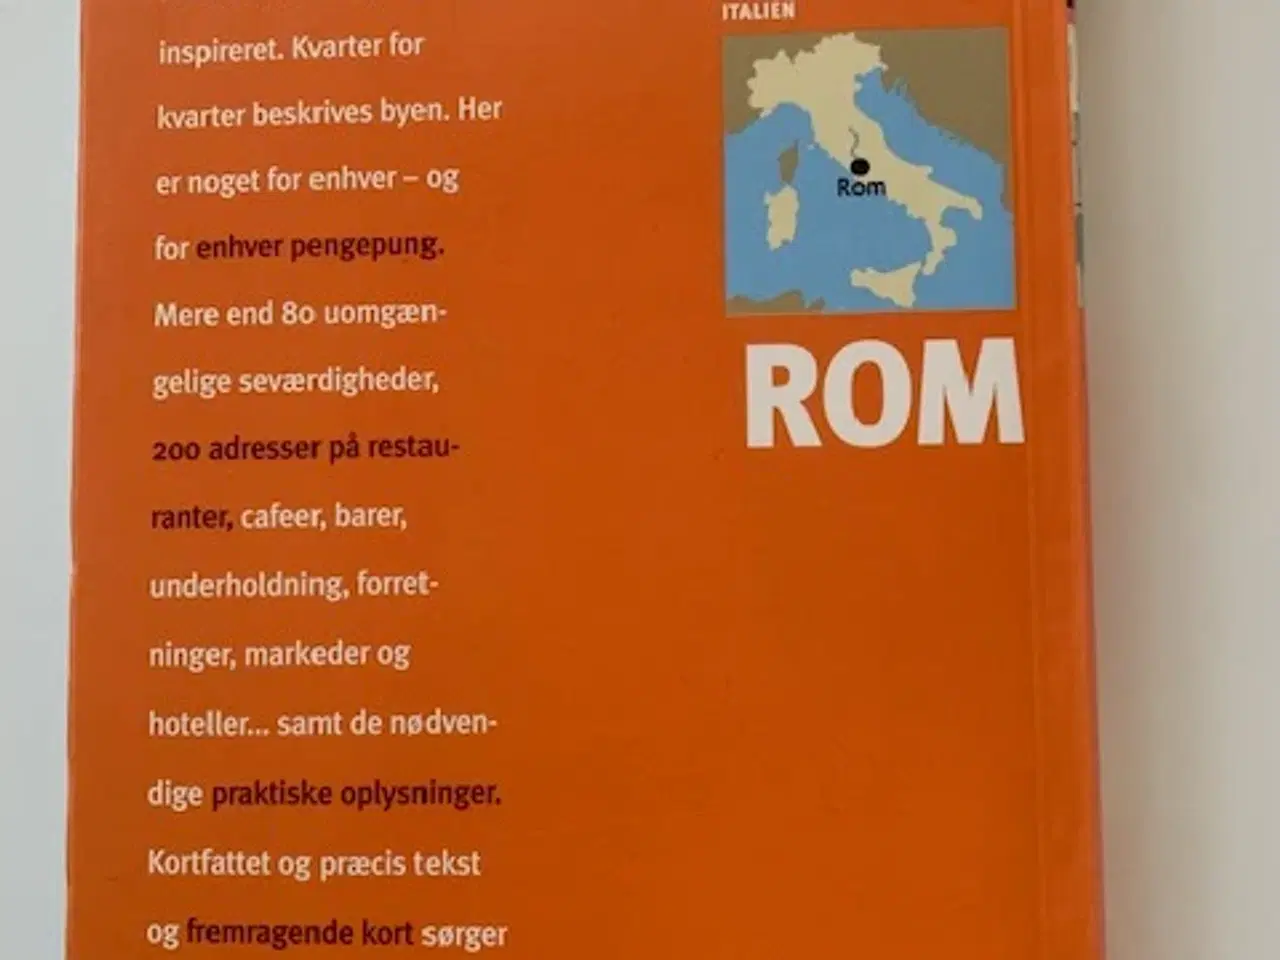 inspireret. Kvarter for
kvarter beskrives byen. Her
er noget for enhver – og
for enhver pengepung.
Mere end 80 uomgæn-
gelige seværdigheder,
200 adresser på restau-
ranter, cafeer, barer,
underholdning, forret-
ninger, markeder og
hoteller... samt de nødven-
dige praktiske oplysninger.
Kortfattet og præcis tekst
og fremragende kort sørger
ITALIEN
Rom
ROM